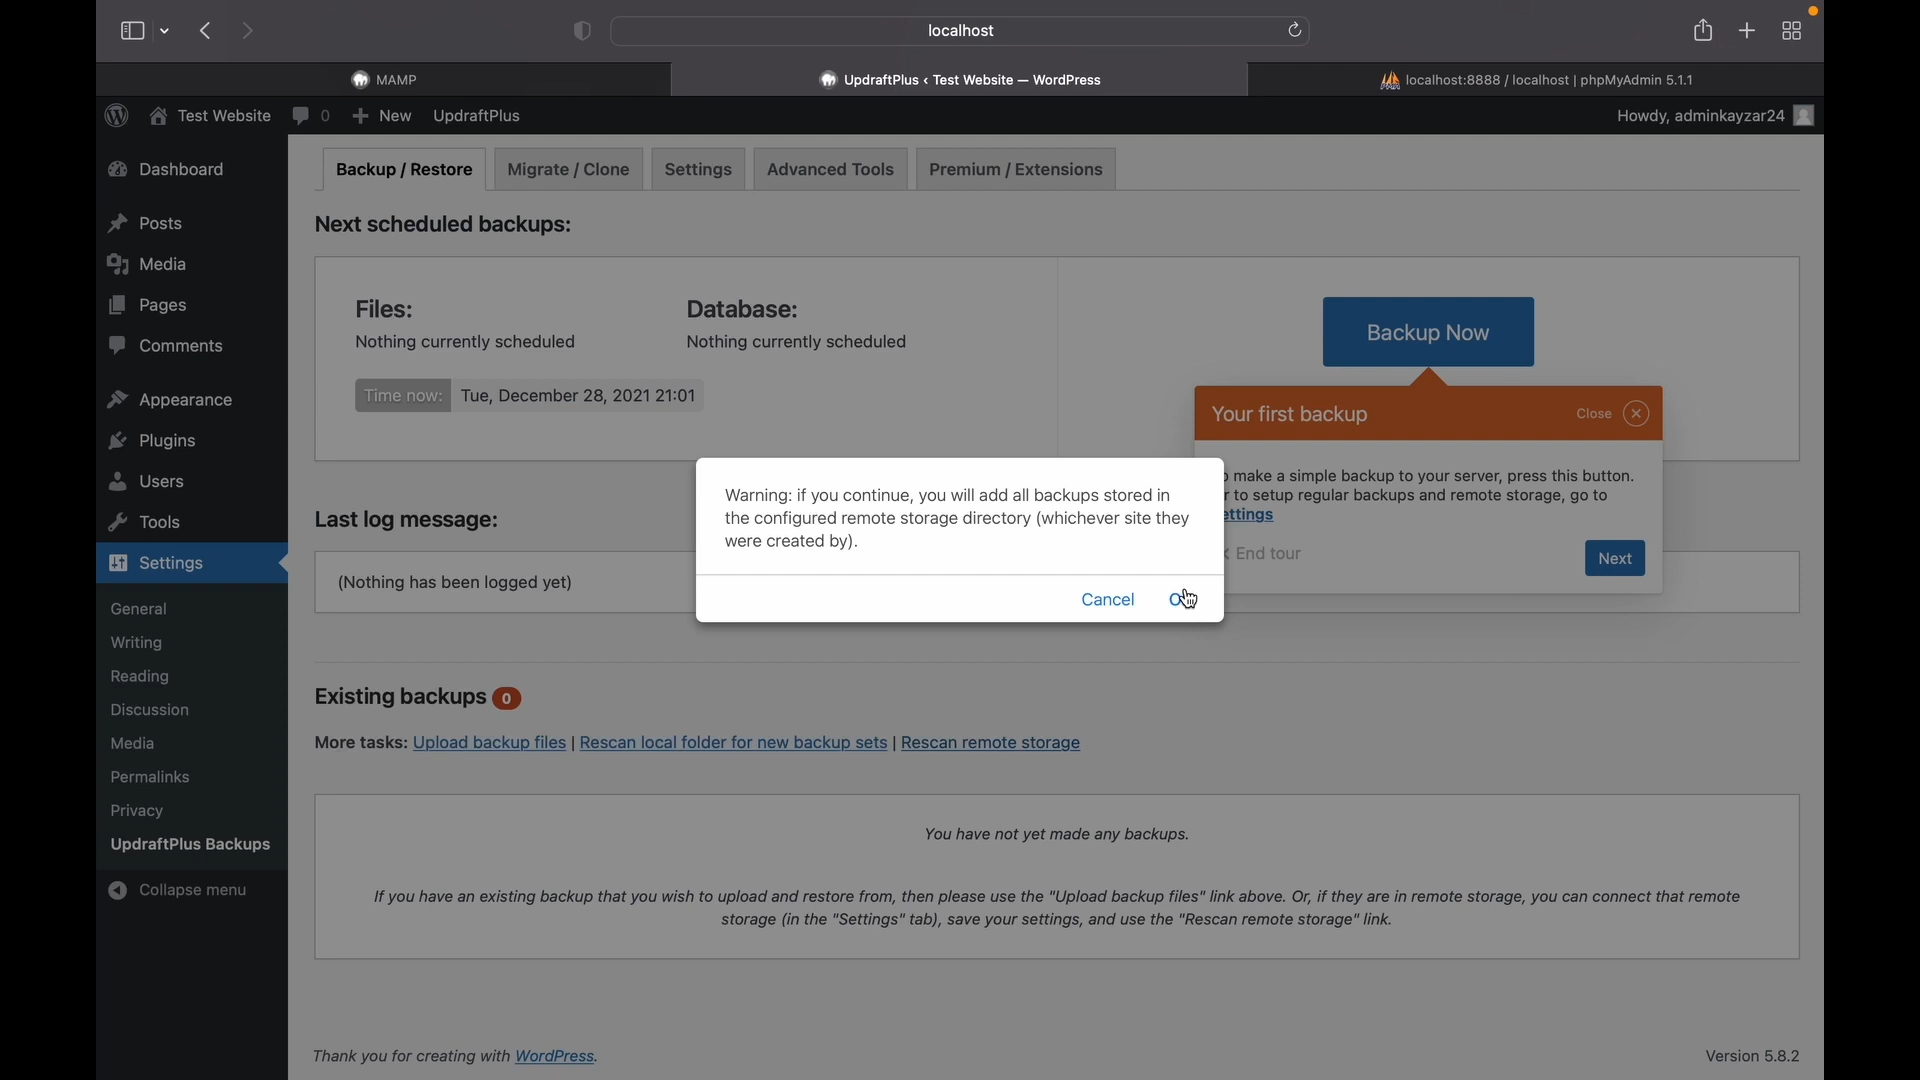 localhost
MAMP
UpdraftPlus ‹ Test Website — WordPress
localhost:8888 / localhost | phpMyAdmin 5.1.1
Test Website
0
New
UpdraftPlus
Howdy, adminkayzar24
Dashboard
Posts
Media
Pages
Comments
Appearance
Plugins
Users
Tools
Settings
General
Writing
Reading
Discussion
Media
Permalinks
Privacy
UpdraftPlus Backups
Collapse menu
Backup / Restore
Migrate / Clone
Settings
Advanced Tools
Premium / Extensions
Next scheduled backups:
Files:
Nothing currently scheduled
Database:
Nothing currently scheduled
Time now: Tue, December 28, 2021 21:01
Backup Now
Your first backup
Close
make a simple backup to your server, press this button.
to setup regular backups and remote storage, go to
End tour
Next
Warning: if you continue, you will add all backups stored in
the configured remote storage directory (whichever site they
were created by).
Cancel
Last log message:
(Nothing has been logged yet)
Existing backups 0
More tasks: Upload backup files | Rescan local folder for new backup sets | Rescan remote storage
You have not yet made any backups.
If you have an existing backup that you wish to upload and restore from, then please use the "Upload backup files" link above. Or, if they are in remote storage, you can connect that remote
storage (in the "Settings" tab), save your settings, and use the "Rescan remote storage" link.
Thank you for creating with WordPress.
Version 5.8.2